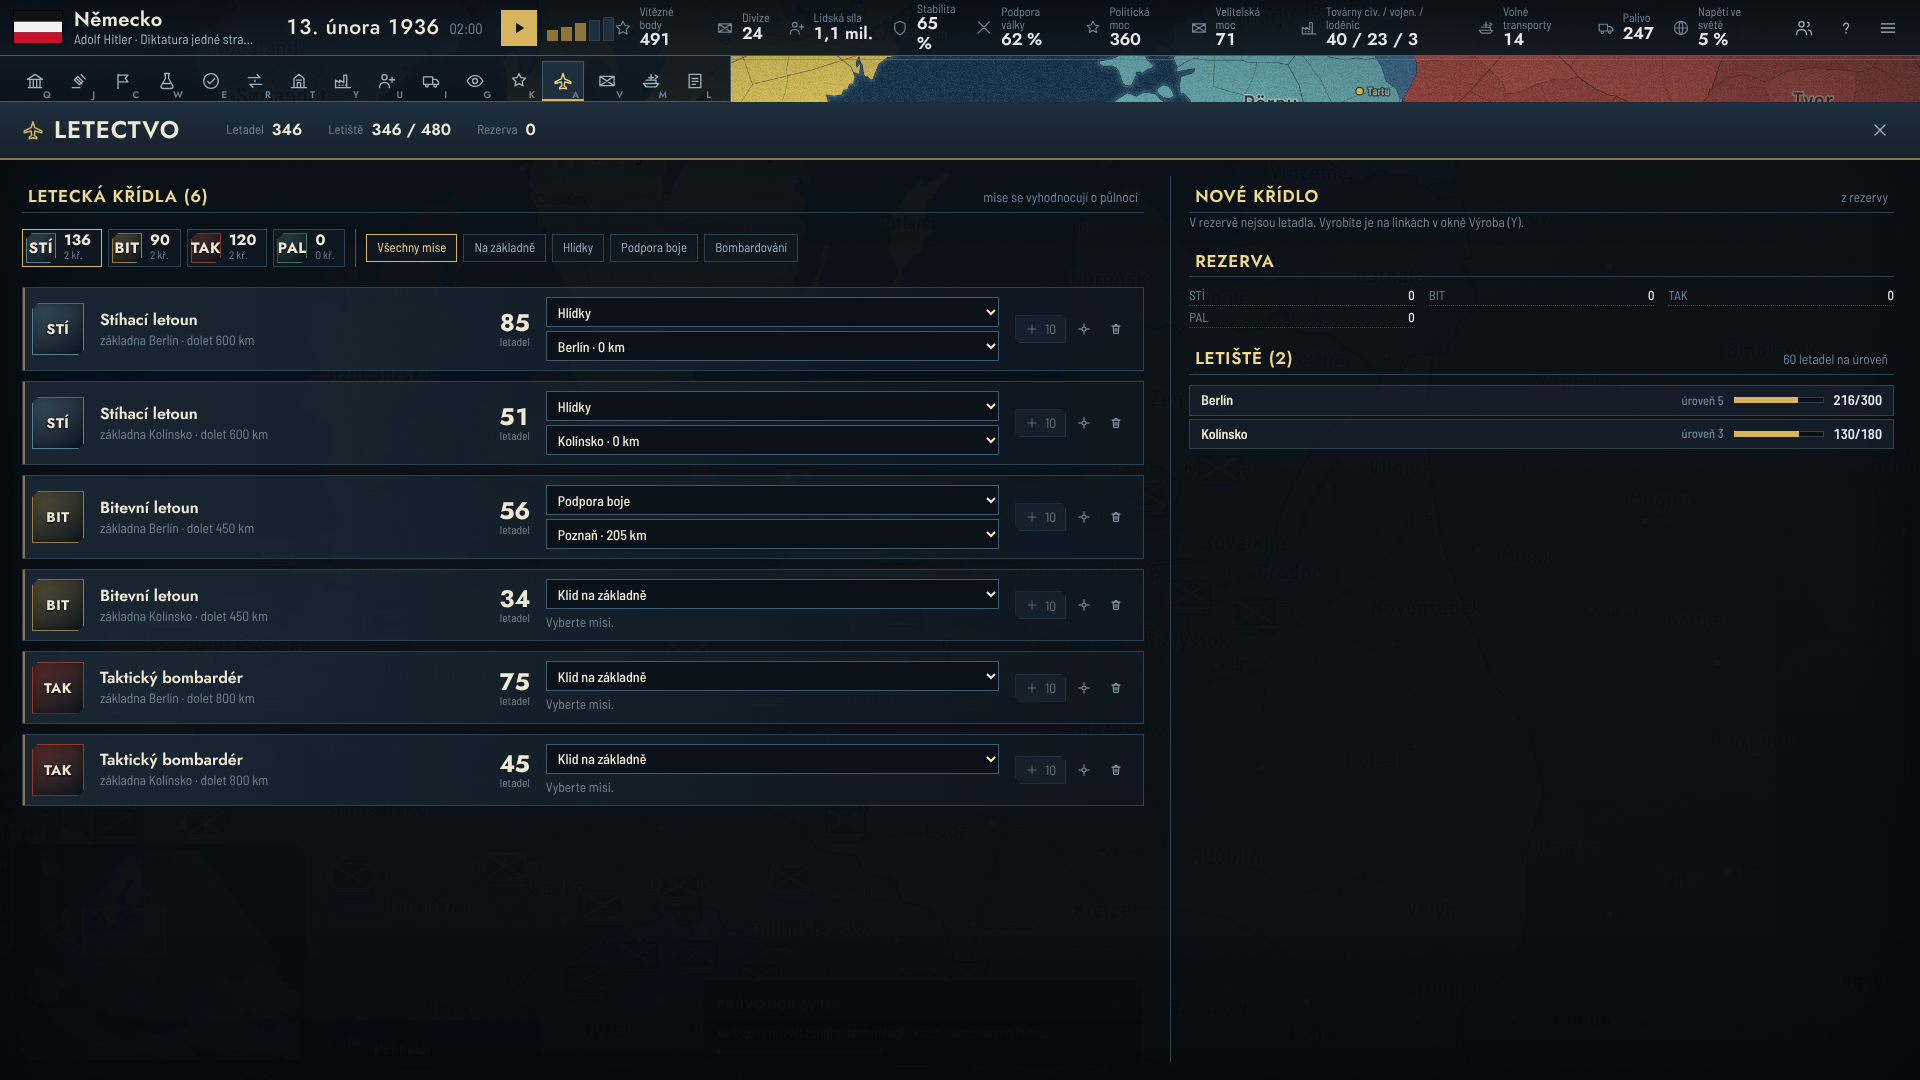 Německo
Adolf Hitler · Diktatura jedné stra...
13. února 1936 02:00
Vítězné body 491
Divize 24
Lidská síla 1,1 mil.
Stabilita 65 %
Podpora války 62 %
Politická moc 360
Velitelská moc 71
Továrny civ. / vojen. / loděnic 40 / 23 / 3
Volné transporty 14
Palivo 247
Napětí ve světě 5 %
?
Q J C W E R T Y U I G K A V M L
Tartu
LETECTVO
Letadel 346
Letiště 346 / 480
Rezerva 0
LETECKÁ KŘÍDLA (6)
mise se vyhodnocují o půlnoci
STÍ 136 2 kř.
BIT 90 2 kř.
TAK 120 2 kř.
PAL 0 0 kř.
Všechny mise
Na základně
Hlídky
Podpora boje
Bombardování
STÍ
Stíhací letoun
základna Berlín · dolet 600 km
85 letadel
Hlídky
Berlín · 0 km
+ 10
STÍ
Stíhací letoun
základna Kolínsko · dolet 600 km
51 letadel
Hlídky
Kolínsko · 0 km
+ 10
BIT
Bitevní letoun
základna Berlín · dolet 450 km
56 letadel
Podpora boje
Poznaň · 205 km
+ 10
BIT
Bitevní letoun
základna Kolínsko · dolet 450 km
34 letadel
Klid na základně
Vyberte misi.
+ 10
TAK
Taktický bombardér
základna Berlín · dolet 800 km
75 letadel
Klid na základně
Vyberte misi.
+ 10
TAK
Taktický bombardér
základna Kolínsko · dolet 800 km
45 letadel
Klid na základně
Vyberte misi.
+ 10
NOVÉ KŘÍDLO
z rezervy
V rezervě nejsou letadla. Vyrobíte je na linkách v okně Výroba (Y).
REZERVA
STÍ 0
BIT 0
TAK 0
PAL 0
LETIŠTĚ (2)
60 letadel na úroveň
Berlín úroveň 5 216/300
Kolínsko úroveň 3 130/180